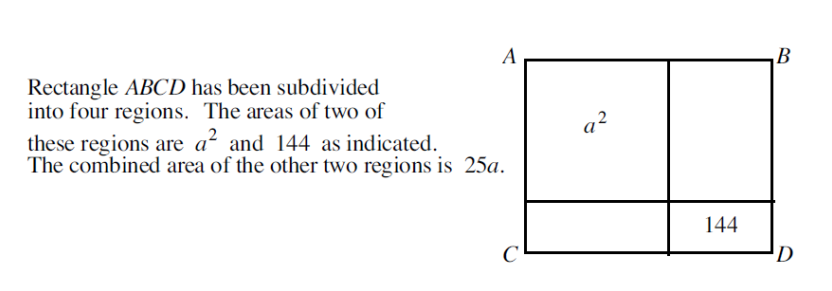 Rectangle ABCD has been subdivided
into four regions. The areas of two of
these regions are a² and 144 as indicated.
The combined area of the other two regions is 25a.
A
B
a²
144
C
D